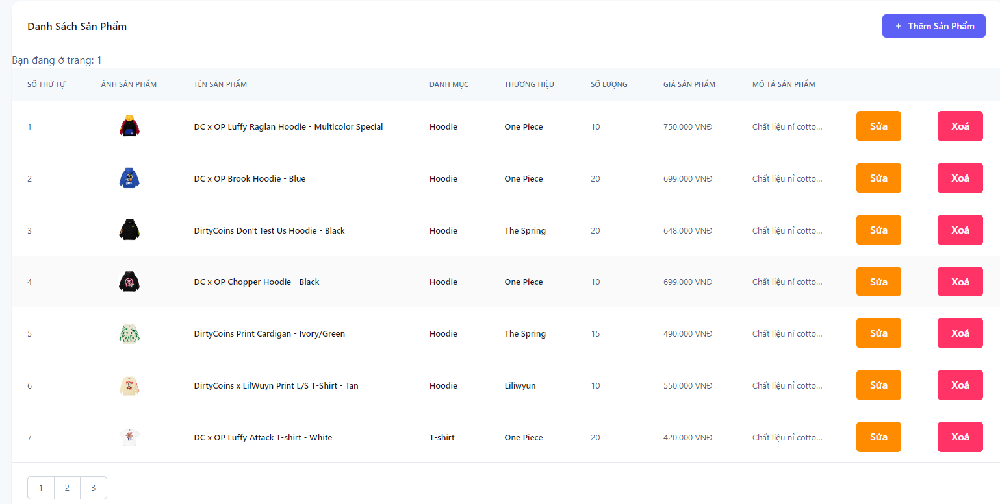 Danh Sách Sản Phẩm
+ Thêm Sản Phẩm
Bạn đang ở trang: 1
SỐ THỨ TỰ ẢNH SẢN PHẨM TÊN SẢN PHẨM DANH MỤC THƯƠNG HIỆU SỐ LƯỢNG GIÁ SẢN PHẨM MÔ TẢ SẢN PHẨM
1 DC x OP Luffy Raglan Hoodie - Multicolor Special Hoodie One Piece 10 750.000 VNĐ Chất liệu nỉ cotto... Sửa Xoá
2 DC x OP Brook Hoodie - Blue Hoodie One Piece 20 699.000 VNĐ Chất liệu nỉ cotto... Sửa Xoá
3 DirtyCoins Don't Test Us Hoodie - Black Hoodie The Spring 20 648.000 VNĐ Chất liệu nỉ cotto... Sửa Xoá
4 DC x OP Chopper Hoodie - Black Hoodie One Piece 10 699.000 VNĐ Chất liệu nỉ cotto... Sửa Xoá
5 DirtyCoins Print Cardigan - Ivory/Green Hoodie The Spring 15 490.000 VNĐ Chất liệu nỉ cotto... Sửa Xoá
6 DirtyCoins x LilWuyn Print L/S T-Shirt - Tan Hoodie Liliwyun 10 550.000 VNĐ Chất liệu nỉ cotto... Sửa Xoá
7 DC x OP Luffy Attack T-shirt - White T-shirt One Piece 20 420.000 VNĐ Chất liệu nỉ cotto... Sửa Xoá
1 2 3